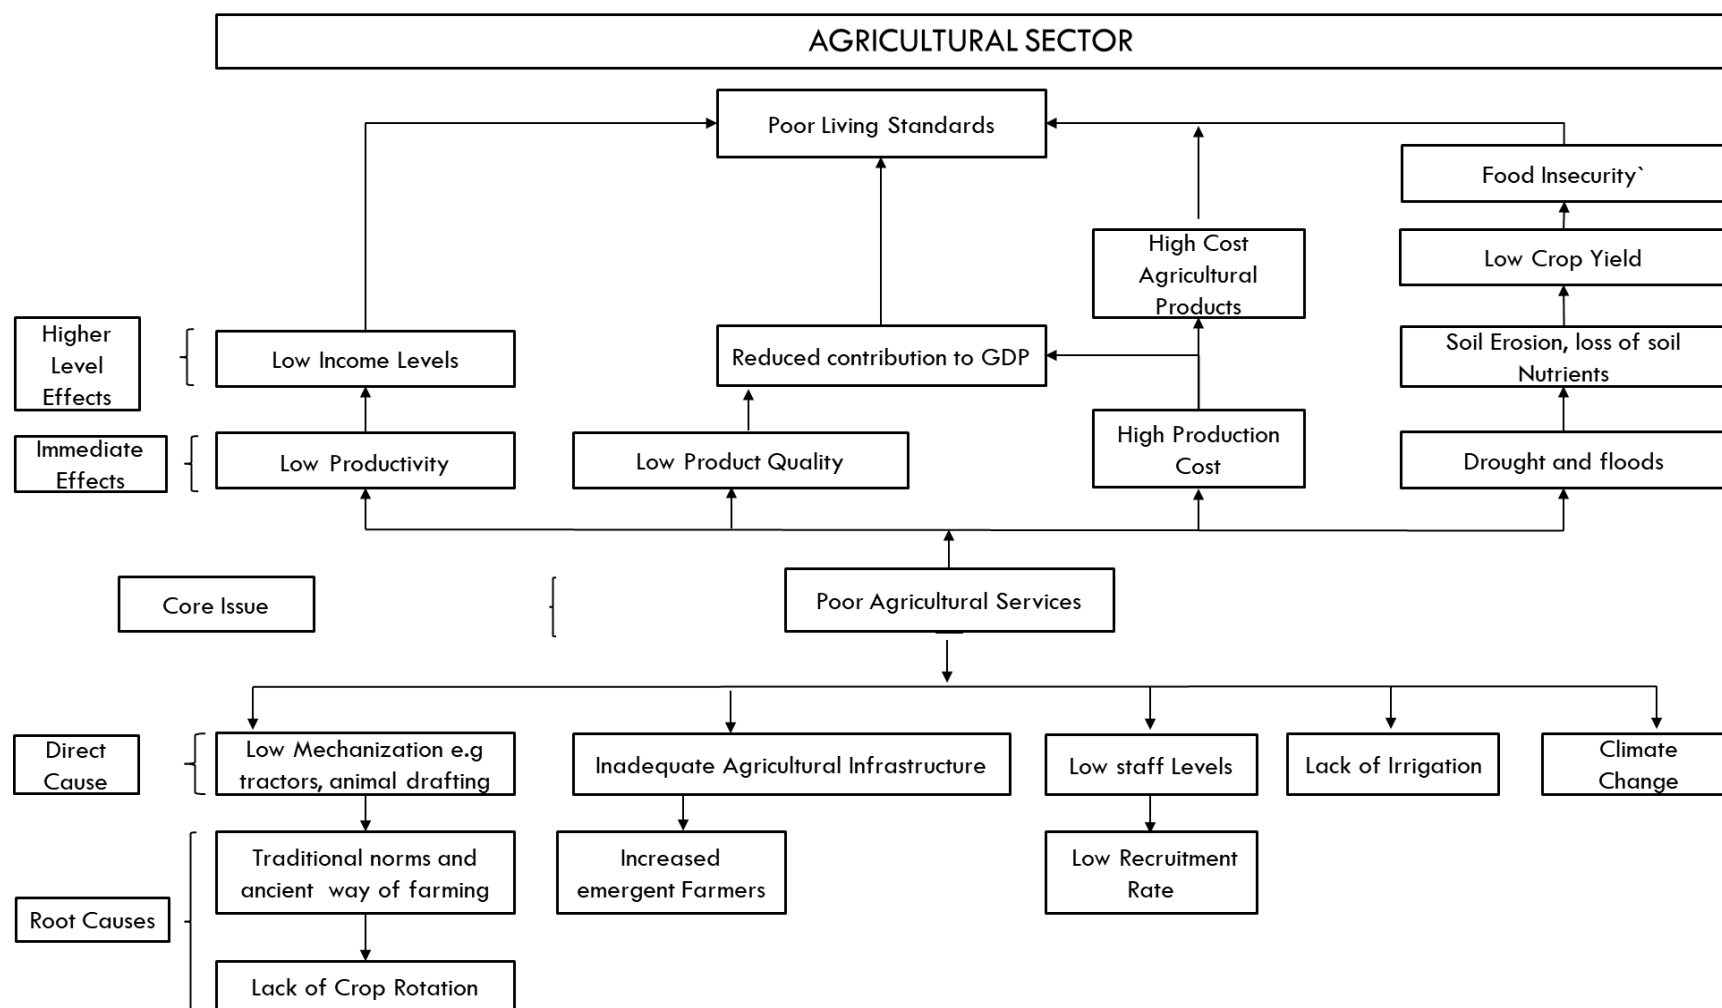 AGRICULTURAL SECTOR
Poor Living Standards
Food Insecurity`
High Cost
Agricultural
Products
Low Crop Yield
Higher
Level
Effects
Low Income Levels
Reduced contribution to GDP
Soil Erosion, loss of soil
Nutrients
Immediate
Effects
Low Productivity
Low Product Quality
High Production
Cost
Drought and floods
Core Issue
Poor Agricultural Services
Direct
Cause
Low Mechanization e.g
tractors, animal drafting
Inadequate Agricultural Infrastructure
Low staff Levels
Lack of Irrigation
Climate
Change
Root Causes
Traditional norms and
ancient way of farming
Increased
emergent Farmers
Low Recruitment
Rate
Lack of Crop Rotation